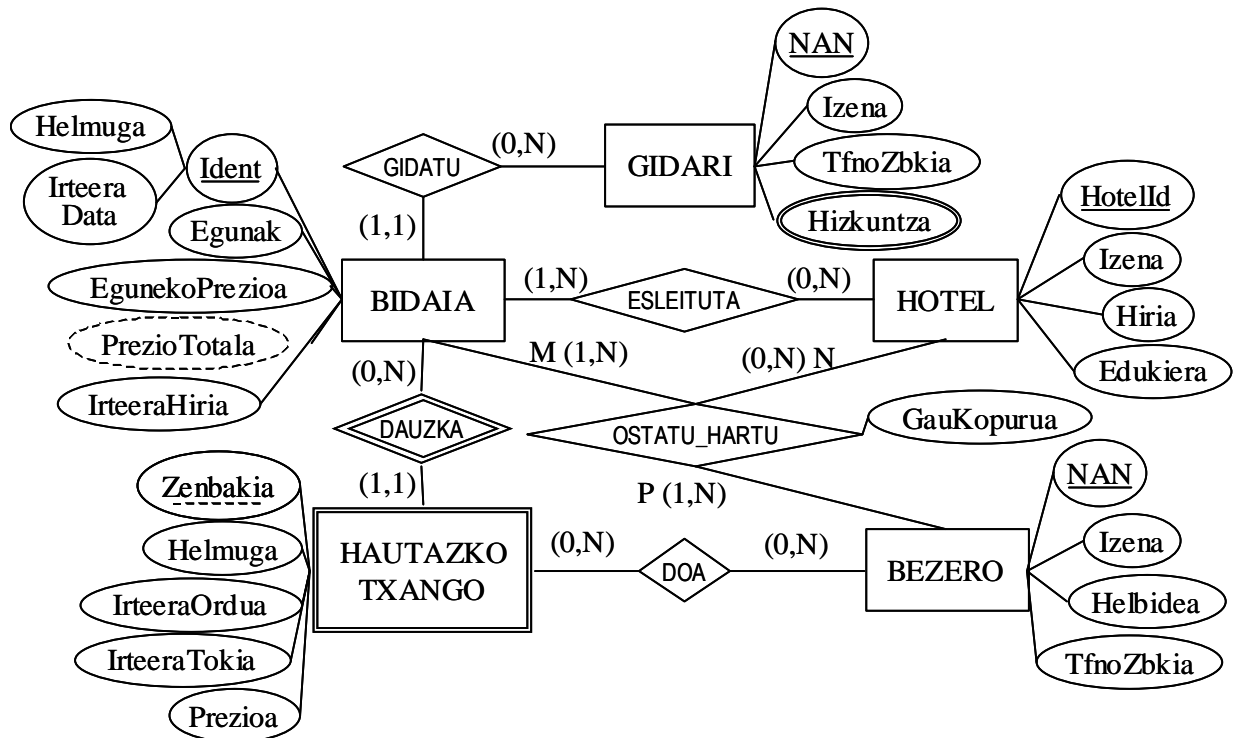 NAN
Izena
TfnoZbkia
Hizkuntza
GIDARI
(0,N)
GIDATU
(1,1)
Helmuga
Irteera
Data
Ident
Egunak
EgunekoPrezioa
PrezioTotala
IrteeraHiria
BIDAIA
(1,N)
ESLEITUTA
(0,N)
HOTEL
HotelId
Izena
Hiria
Edukiera
(0,N)
M (1,N)
(0,N) N
DAUZKA
OSTATU_HARTU
GauKopurua
(1,1)
P (1,N)
Zenbakia
Helmuga
IrteeraOrdua
IrteeraTokia
Prezioa
HAUTAZKO
TXANGO
(0,N)
DOA
(0,N)
BEZERO
NAN
Izena
Helbidea
TfnoZbkia